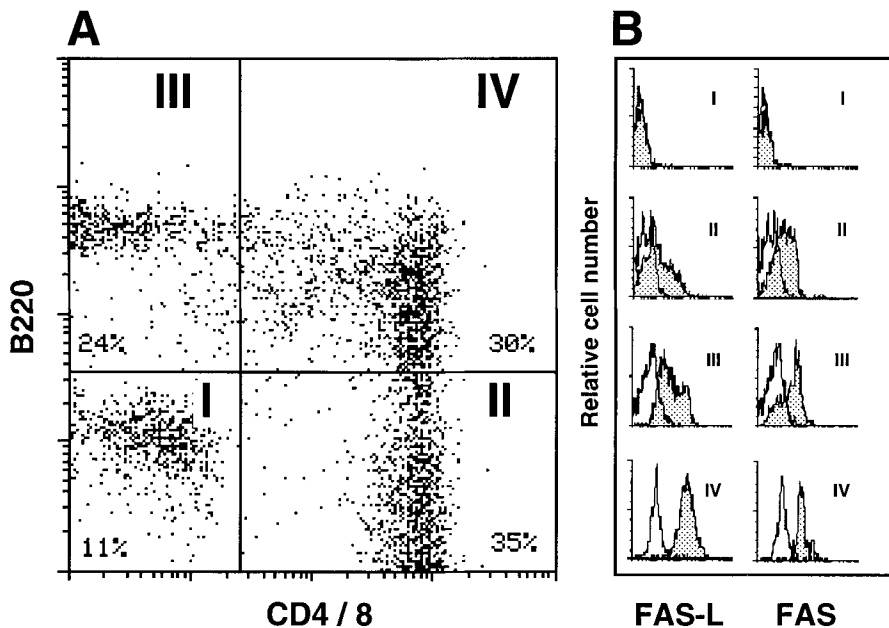 A
B
III
IV
24%
30%
I
II
11%
35%
B220
CD4 / 8
Relative cell number
I
I
II
II
III
III
IV
IV
FAS-L
FAS